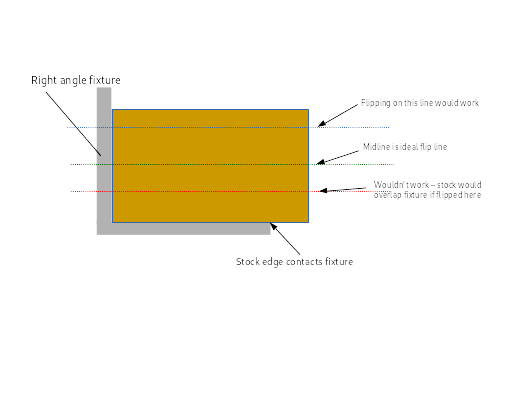 Right angle fixture
Flipping on this line would work
Midline is ideal flip line
Wouldn't work – stock would
overlap fixture if flipped here
Stock edge contacts fixture